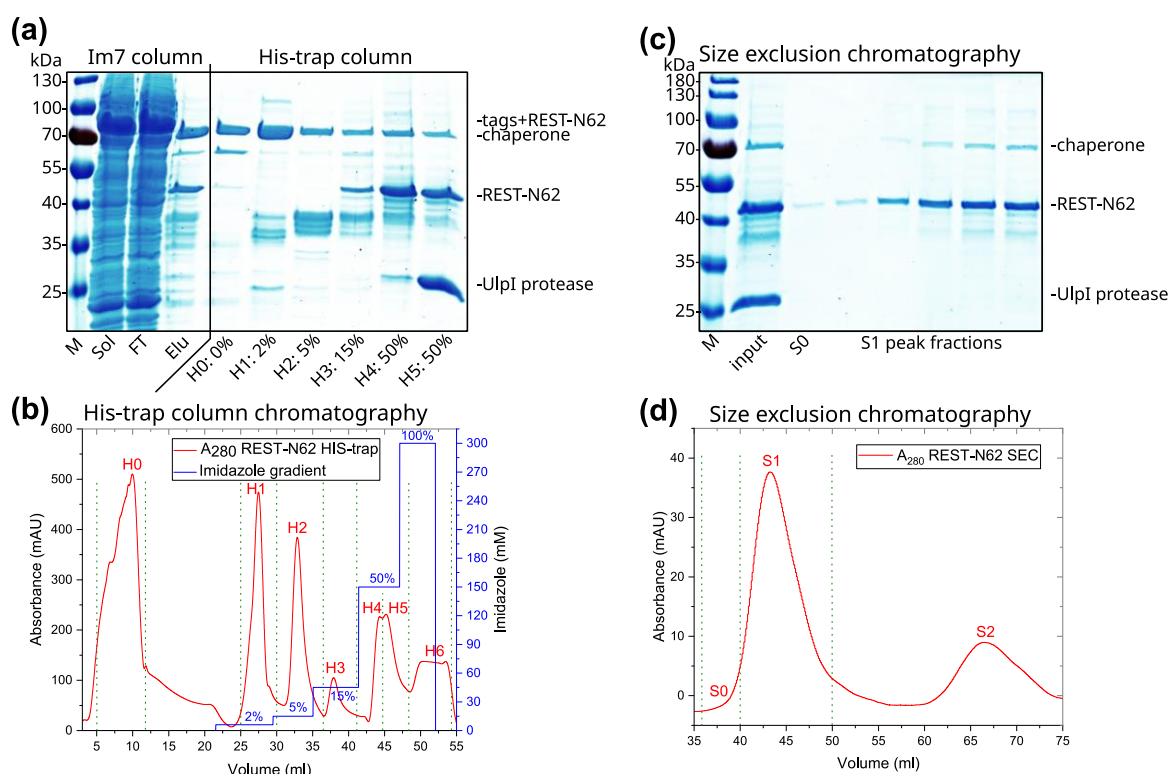 (a)
Im7 column
His-trap column
kDa
130
100
70
55
40
35
25
-tags+REST-N62
-chaperone
-REST-N62
-UlpI protease
M
Sol
FT
Elu
H0: 0%
H1: 2%
H2: 5%
H3: 15%
H4: 50%
H5: 50%
(c)
Size exclusion chromatography
kDa
180
130
100
70
55
40
35
25
-chaperone
-REST-N62
-UlpI protease
M
input
S0
S1 peak fractions
(b)
His-trap column chromatography
A280 REST-N62 HIS-trap
Imidazole gradient
Absorbance (mAU)
600
500
400
300
200
100
0
H0
H1
H2
H3
H4 H5
H6
2%
5%
15%
50%
100%
300
270
240
210
180
150
120
90
60
30
0
Imidazole (mM)
5 10 15 20 25 30 35 40 45 50 55
Volume (ml)
(d)
Size exclusion chromatography
A280 REST-N62 SEC
Absorbance (mAU)
40
30
20
10
0
S0
S1
S2
35 40 45 50 55 60 65 70 75
Volume (ml)